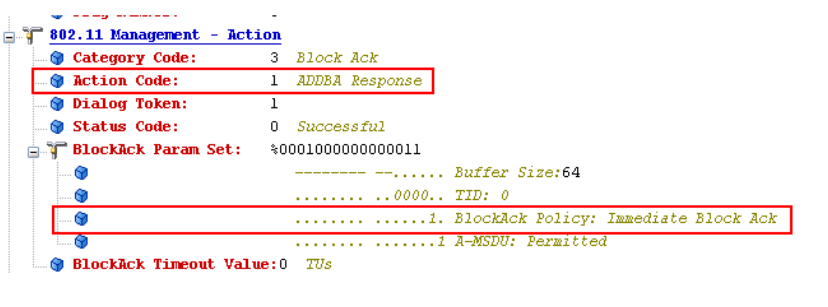 802.11 Management - Action
Category Code: 3 Block Ack
Action Code: 1 ADDBA Response
Dialog Token: 1
Status Code: 0 Successful
BlockAck Param Set: %0001000000000011
-------- --...... Buffer Size:64
........ ..0000.. TID: 0
........ ......1. BlockAck Policy: Immediate Block Ack
........ .......1 A-MSDU: Permitted
BlockAck Timeout Value:0 TUs